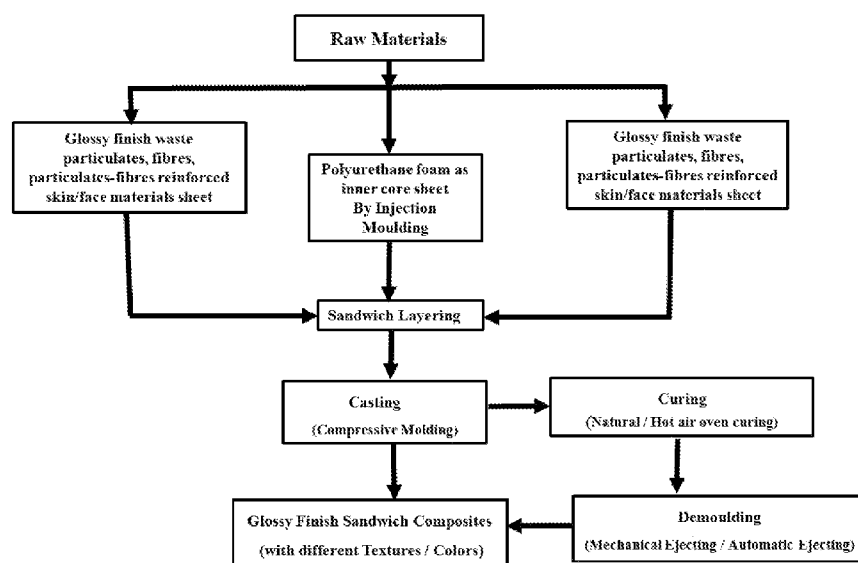 Raw Materials
Glossy finish waste
particulates, fibres,
particulates-fibres reinforced
skin/face materials sheet
Polyurethane foam as
inner core sheet
By Injection
Moulding
Glossy finish waste
particulates, fibres,
particulates-fibres reinforced
skin/face materials sheet
Sandwich Layering
Casting
(Compressive Molding)
Curing
(Natural / Hot air oven curing)
Glossy Finish Sandwich Composites
(with different Textures / Colors)
Demoulding
(Mechanical Ejecting / Automatic Ejecting)